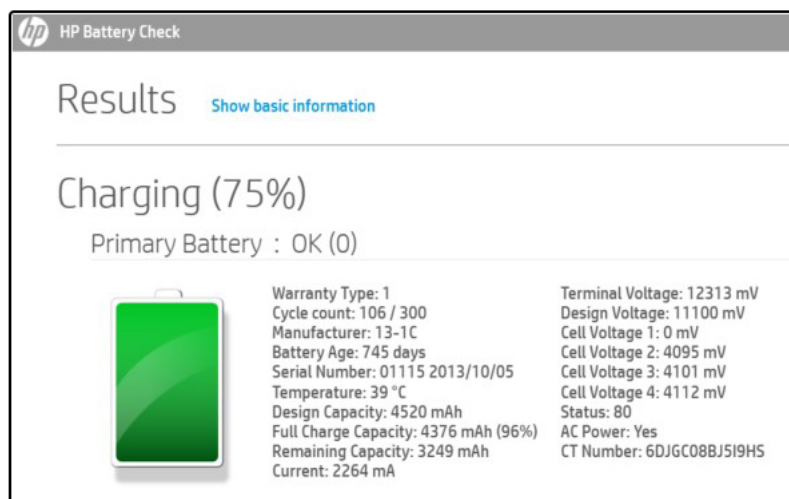 hp HP Battery Check
Results Show basic information
Charging (75%)
Primary Battery : OK (0)
Warranty Type: 1
Cycle count: 106 / 300
Manufacturer: 13-1C
Battery Age: 745 days
Serial Number: 01115 2013/10/05
Temperature: 39 °C
Design Capacity: 4520 mAh
Full Charge Capacity: 4376 mAh (96%)
Remaining Capacity: 3249 mAh
Current: 2264 mA
Terminal Voltage: 12313 mV
Design Voltage: 11100 mV
Cell Voltage 1: 0 mV
Cell Voltage 2: 4095 mV
Cell Voltage 3: 4101 mV
Cell Voltage 4: 4112 mV
Status: 80
AC Power: Yes
CT Number: 6DJGC08BJ5I9HS